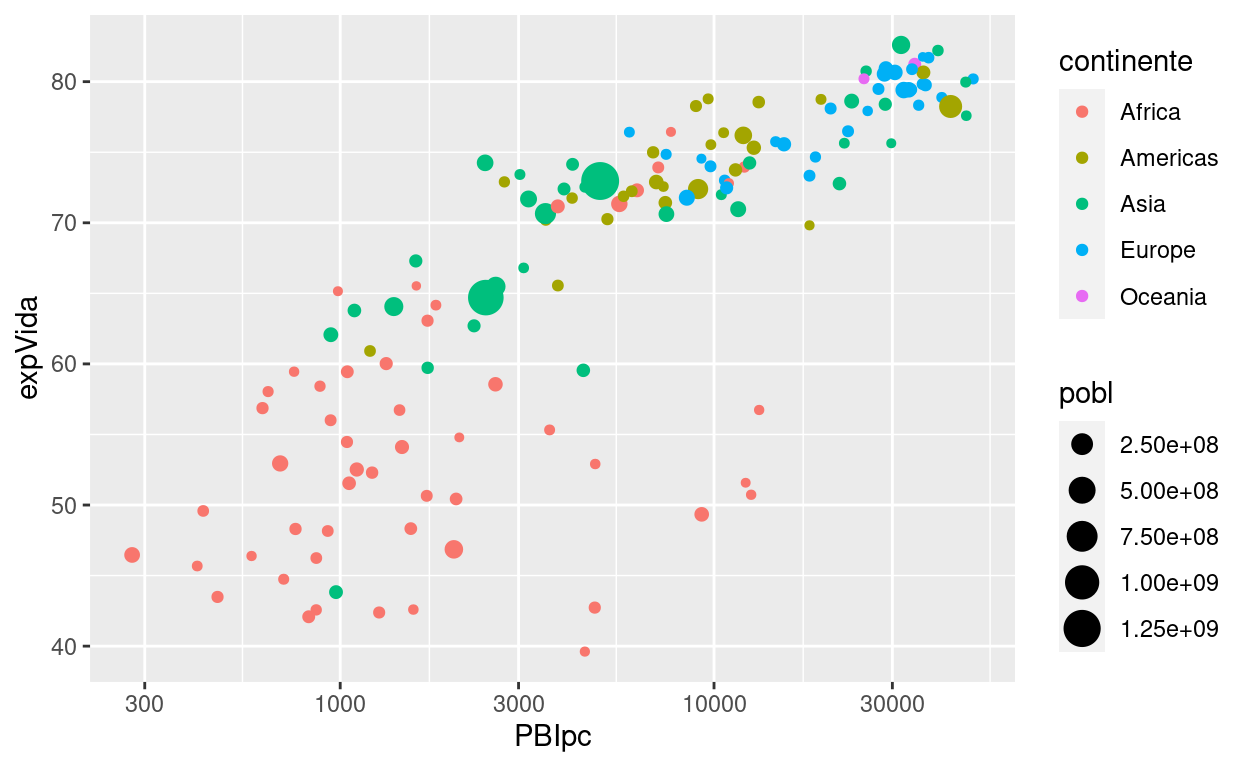 80
70
60
50
40
expVida
300 1000 3000 10000 30000
PBIpc
continente
Africa
Americas
Asia
Europe
Oceania
pobl
2.50e+08
5.00e+08
7.50e+08
1.00e+09
1.25e+09